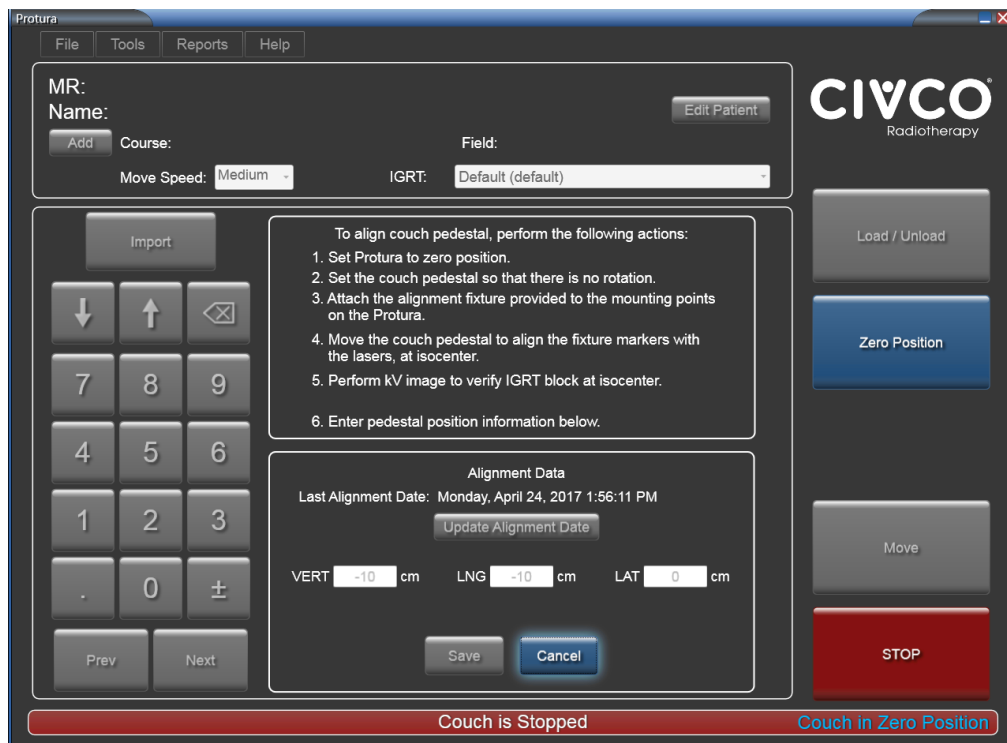 Protura
File Tools Reports Help
MR:
Name:
Edit Patient
Add Course: Field:
Move Speed: Medium IGRT: Default (default)
CIVCO
Radiotherapy
Import
7 8 9
4 5 6
1 2 3
. 0 ±
Prev Next
To align couch pedestal, perform the following actions:
1. Set Protura to zero position.
2. Set the couch pedestal so that there is no rotation.
3. Attach the alignment fixture provided to the mounting points
on the Protura.
4. Move the couch pedestal to align the fixture markers with
the lasers, at isocenter.
5. Perform kV image to verify IGRT block at isocenter.
6. Enter pedestal position information below.
Alignment Data
Last Alignment Date: Monday, April 24, 2017 1:56:11 PM
Update Alignment Date
VERT -10 cm LNG -10 cm LAT 0 cm
Save Cancel
Load / Unload
Zero Position
Move
STOP
Couch is Stopped
Couch in Zero Position